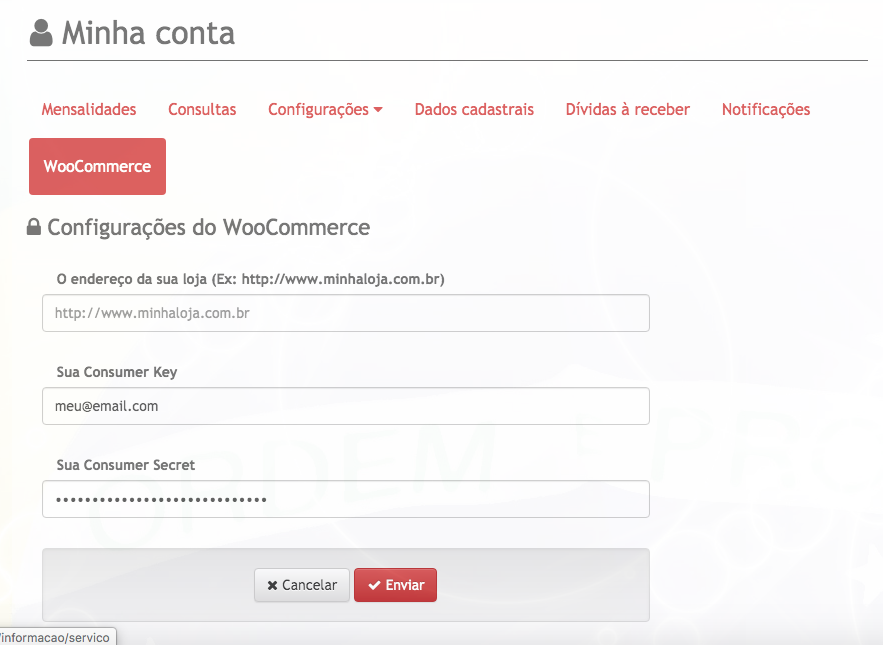 Minha conta
Mensalidades Consultas Configurações Dados cadastrais Dívidas à receber Notificações
WooCommerce
Configurações do WooCommerce
O endereço da sua loja (Ex: http://www.minhaloja.com.br)
http://www.minhaloja.com.br
Sua Consumer Key
meu@email.com
ORDEM E PROG
Sua Consumer Secret
•••••••••••••••••••••••••••••
Cancelar Enviar
/informacao/servico